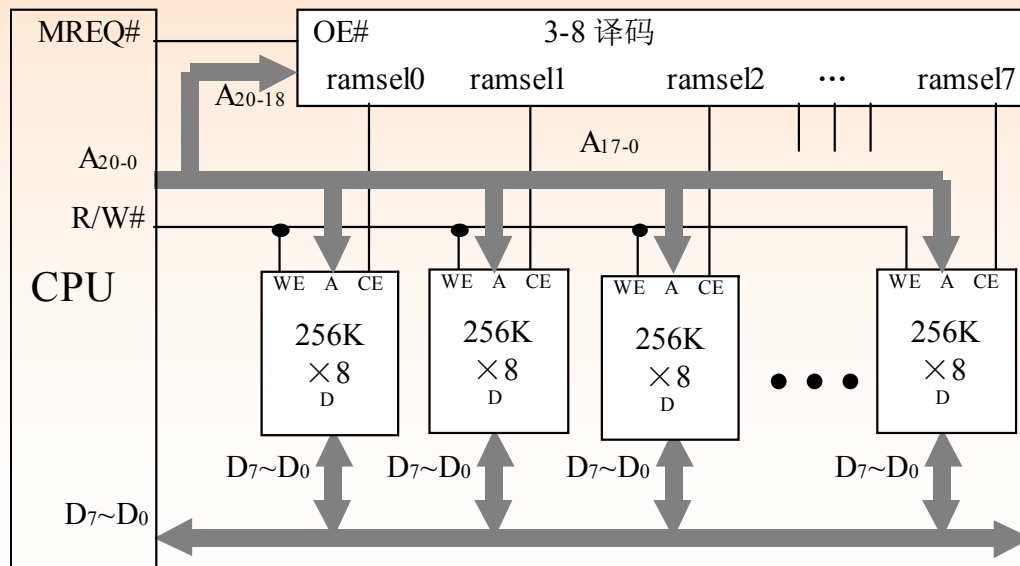 MREQ# OE# 3-8 译码
ramsel0 ramsel1 ramsel2 ... ramsel7
A20-18
A20-0 A17-0
R/W#
CPU
WE A CE WE A CE WE A CE WE A CE
256K 256K 256K 256K
×8 ×8 ×8 ×8
D D D D
D7~D0 D7~D0 D7~D0 D7~D0
D7~D0